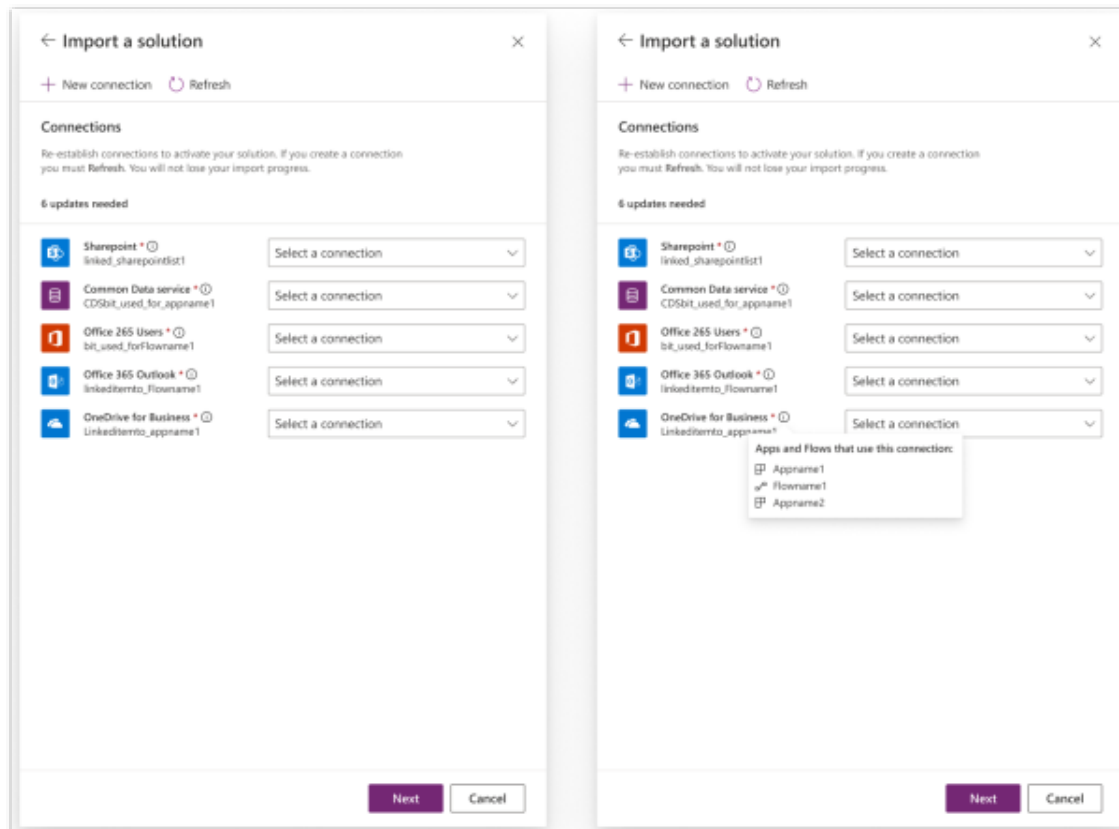 Import a solution
New connection Refresh
Connections
Re-establish connections to activate your solution. If you create a connection
you must Refresh. You will not lose your import progress.
6 updates needed
Sherepoint *
linked_sharepointlist1
Select a connection
Common Data service *
CDSbit_used_for_appname1
Select a connection
Office 265 Users *
bit_used_forFlowname1
Select a connection
Office 365 Outlook *
linkeditemto_Flowname1
Select a connection
OneDrive for Business *
Linkeditemto_appname1
Select a connection
Next Cancel
Import a solution
New connection Refresh
Connections
Re-establish connections to activate your solution. If you create a connection
you must Refresh. You will not lose your import progress.
6 updates needed
Sherepoint *
linked_sharepointlist1
Select a connection
Common Data service *
CDSbit_used_for_appname1
Select a connection
Office 265 Users *
bit_used_forFlowname1
Select a connection
Office 365 Outlook *
linkeditemto_Flowname1
Select a connection
OneDrive for Business *
Linkeditemto_appname1
Select a connection
Apps and Flows that use this connection:
Appname1
Flowname1
Appname2
Next Cancel